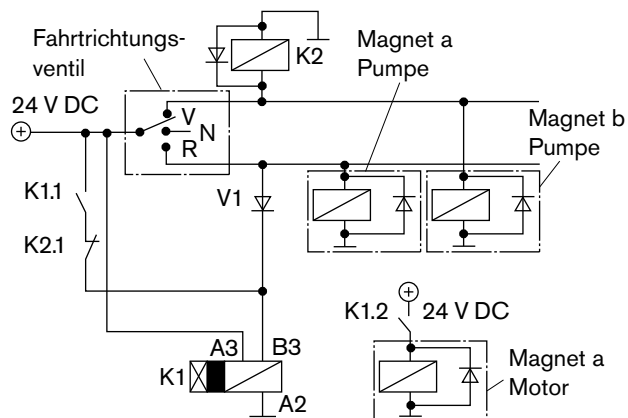 Fahrtrichtungs-
ventil
K2
Magnet a
Pumpe
24 V DC
V
N
R
Magnet b
Pumpe
K1.1
V1
K2.1
K1.2
24 V DC
A3
B3
K1
A2
Magnet a
Motor